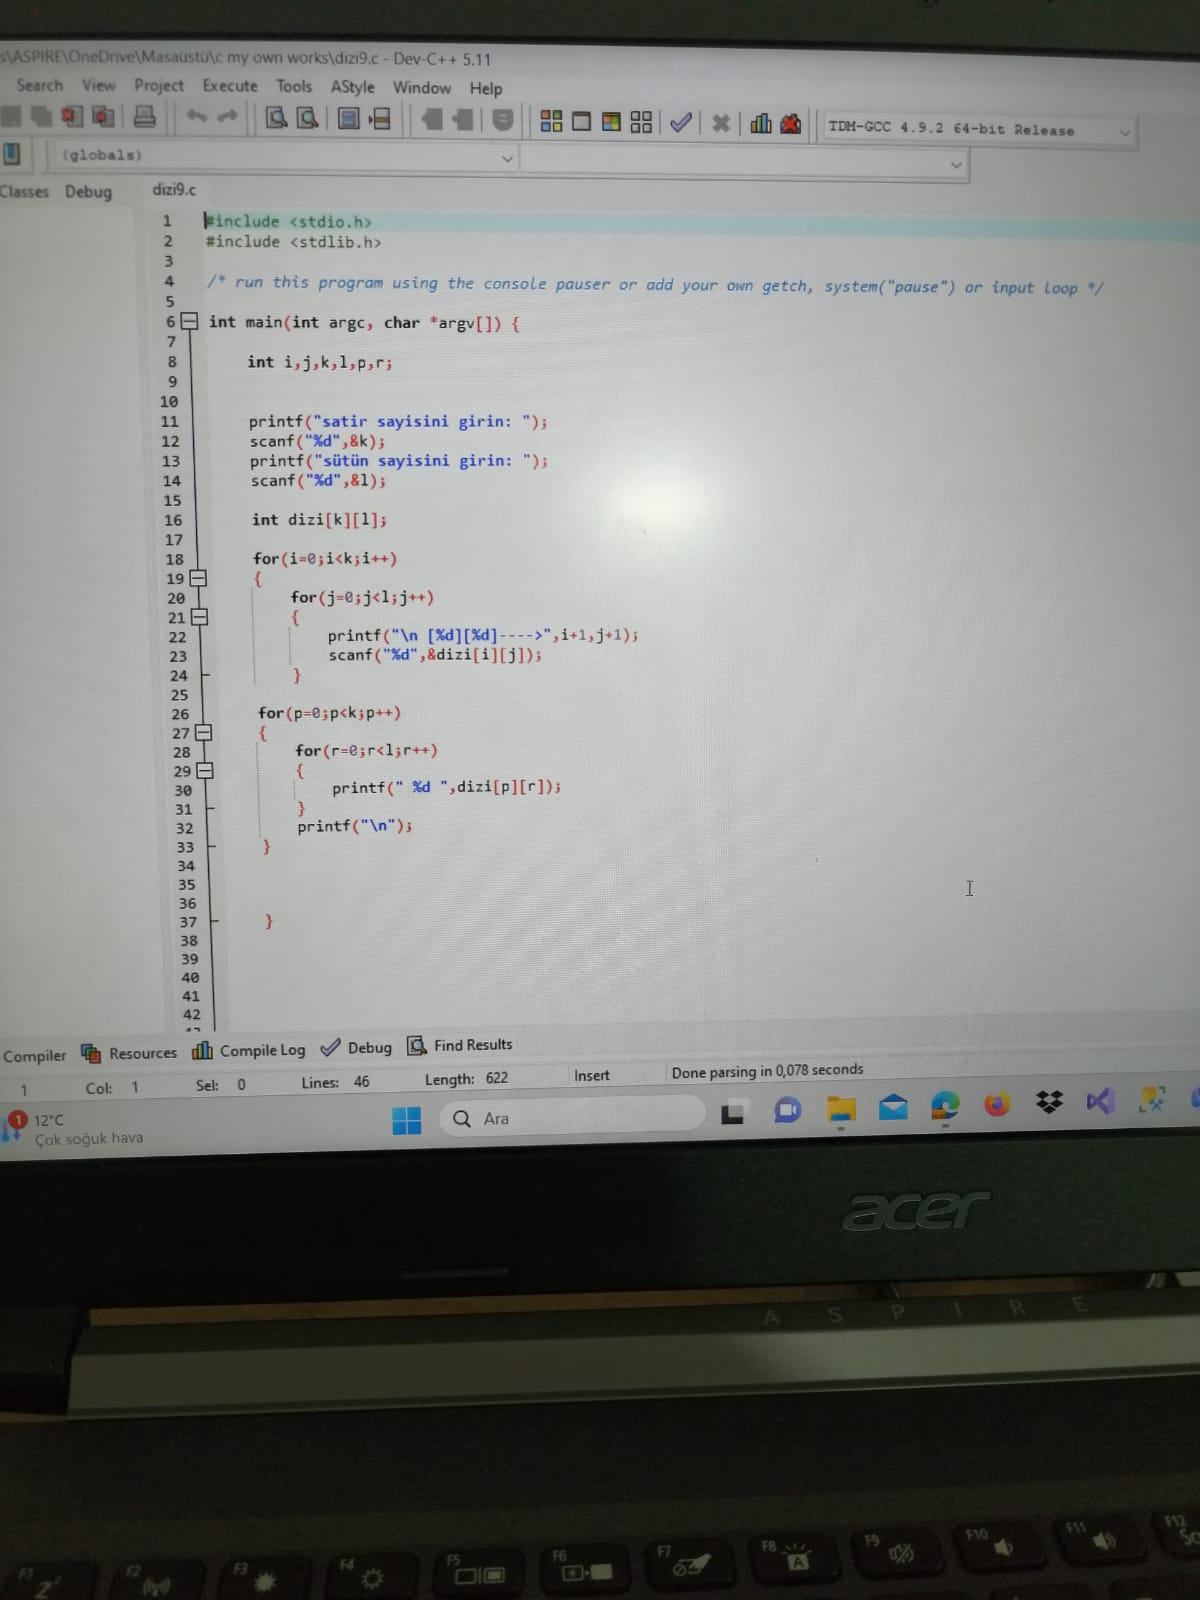 s\ASPIRE\OneDrive\Masaüstü\c my own works\dizi9.c - Dev-C++ 5.11
Search View Project Execute Tools AStyle Window Help
TDM-GCC 4.9.2 64-bit Release
(globals)
Classes Debug dizi9.c
1 #include <stdio.h>
2 #include <stdlib.h>
3
4 /* run this program using the console pauser or add your own getch, system("pause") or input loop */
5
6 int main(int argc, char *argv[]) {
7
8 int i,j,k,l,p,r;
9
10
11 printf("satir sayisini girin: ");
12 scanf("%d",&k);
13 printf("sütün sayisini girin: ");
14 scanf("%d",&l);
15
16 int dizi[k][l];
17
18 for(i=0;i<k;i++)
19 {
20 for(j=0;j<l;j++)
21 {
22 printf("\n [%d][%d]---->",i+1,j+1);
23 scanf("%d",&dizi[i][j]);
24 }
25
26 for(p=0;p<k;p++)
27 {
28 for(r=0;r<l;r++)
29 {
30 printf(" %d ",dizi[p][r]);
31 }
32 printf("\n");
33 }
34
35
36
37 }
38
39
40
41
42
Compiler Resources Compile Log Debug Find Results
1 Col: 1 Sel: 0 Lines: 46 Length: 622 Insert Done parsing in 0,078 seconds
1 12°C
Çok soğuk hava
Ara
acer
ASPIRE
F1 F2 F3 F4 F5 F6 F7 F8 F9 F10 F11 F12
Z A